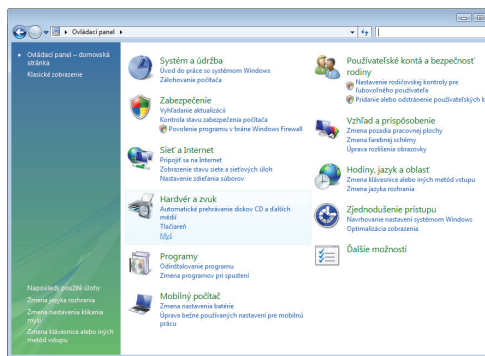 Ovládací panel
Ovládací panel – domovská
stránka
Klasické zobrazenie
Naposledy použité úlohy
Zmena jazyka rozhrania
Zmena nastavenia klikania
myši
Zmena klávesnice alebo iných
metód vstupu
Systém a údržba
Úvod do práce so systémom Windows
Zálohovanie počítača
Zabezpečenie
Vyhľadanie aktualizácií
Kontrola stavu zabezpečenia počítača
Povolenie programu v bráne Windows Firewall
Sieť a Internet
Pripojiť sa na Internet
Zobrazenie stavu siete a sieťových úloh
Nastavenie zdieľania súborov
Hardvér a zvuk
Automatické prehrávanie diskov CD a ďalších
médií
Tlačiareň
Myš
Programy
Odinštalovanie programu
Zmena programov pri spustení
Mobilný počítač
Zmena nastavenia batérie
Úprava bežne používaných nastavení pre mobilnú
prácu
Používateľské kontá a bezpečnosť
rodiny
Nastavenie rodičovskej kontroly pre
ľubovoľného používateľa
Pridanie alebo odstránenie používateľských k
Vzhľad a prispôsobenie
Zmena pozadia pracovnej plochy
Zmena farebnej schémy
Úprava rozlíšenia obrazovky
Hodiny, jazyk a oblasť
Zmena klávesnice alebo iných metód vstupu
Zmena jazyka rozhrania
Zjednodušenie prístupu
Navrhovanie nastavení systémom Windows
Optimalizácia zobrazenia
Ďalšie možnosti